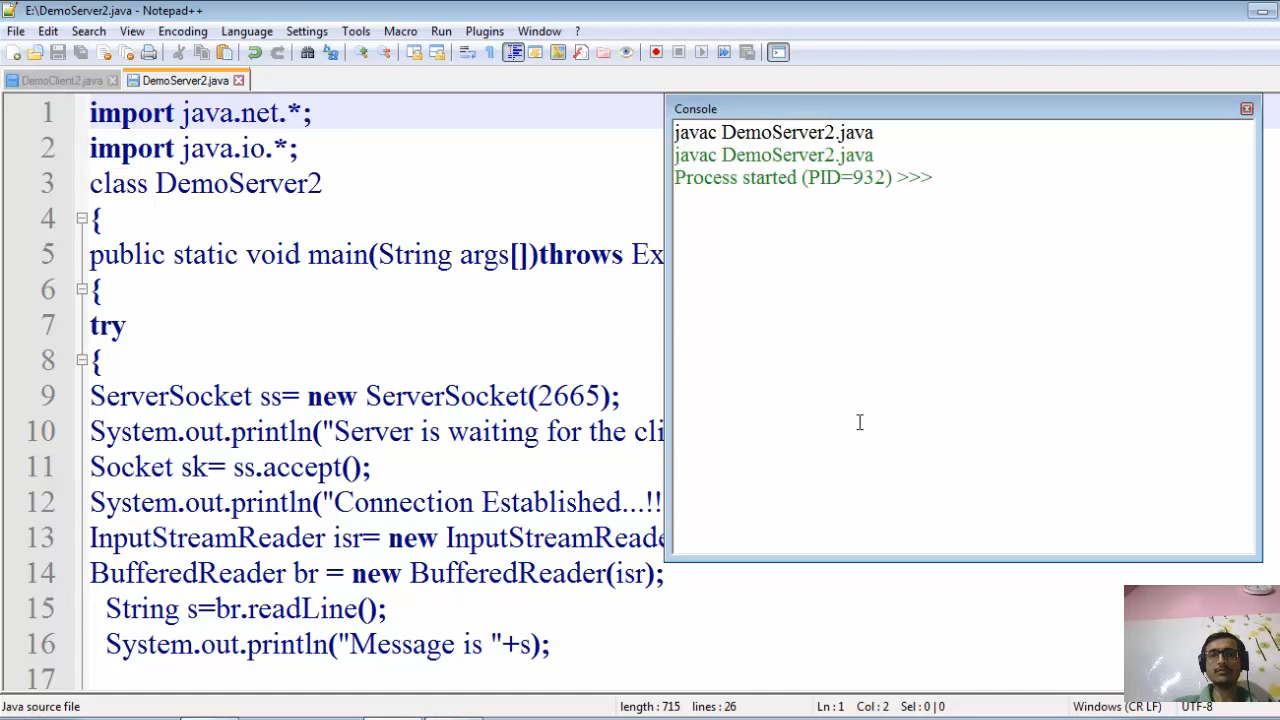 E:\DemoServer2.java - Notepad++
File Edit Search View Encoding Language Settings Tools Macro Run Plugins Window ?
DemoClient2.java DemoServer2.java
1 import java.net.*;
2 import java.io.*;
3 class DemoServer2
4 {
5 public static void main(String args[])throws Ex
6 {
7 try
8 {
9 ServerSocket ss= new ServerSocket(2665);
10 System.out.println("Server is waiting for the cli
11 Socket sk= ss.accept();
12 System.out.println("Connection Established...!!
13 InputStreamReader isr= new InputStreamReade
14 BufferedReader br = new BufferedReader(isr);
15 String s=br.readLine();
16 System.out.println("Message is "+s);
17
Console
javac DemoServer2.java
javac DemoServer2.java
Process started (PID=932) >>>
Java source file length : 715 lines : 26 Ln : 1 Col : 2 Sel : 0 | 0 Windows (CR LF) UTF-8